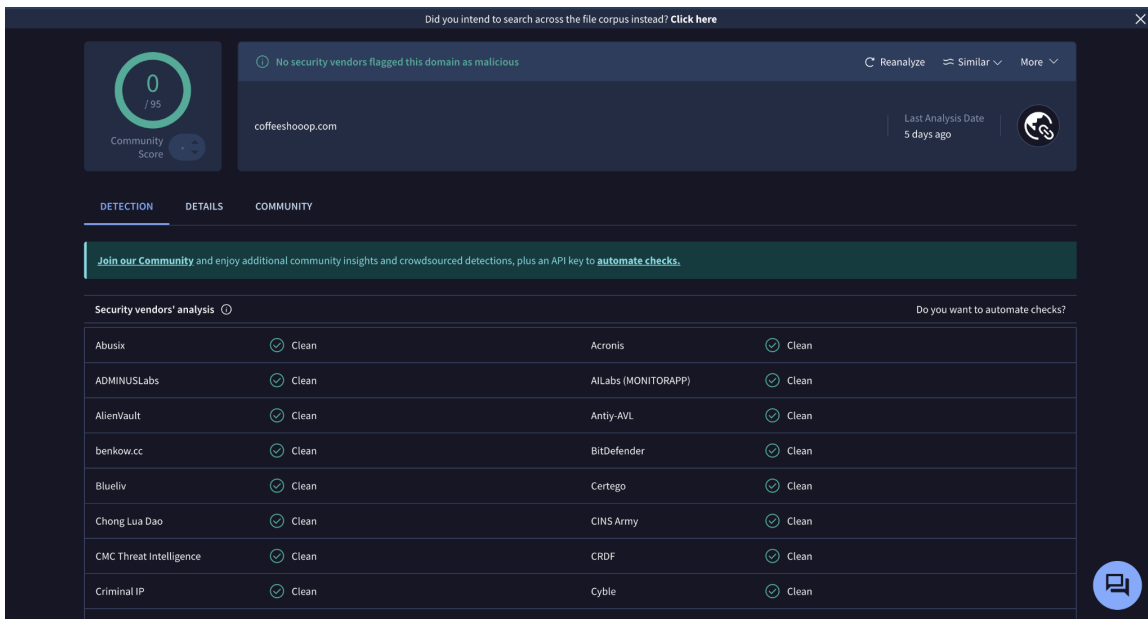 Did you intend to search across the file corpus instead? Click here
0
/ 95
Community
Score
No security vendors flagged this domain as malicious
Reanalyze
Similar
More
coffeeshooop.com
Last Analysis Date
5 days ago
DETECTION DETAILS COMMUNITY
Join our Community and enjoy additional community insights and crowdsourced detections, plus an API key to automate checks.
Security vendors' analysis
Do you want to automate checks?
Abusix Clean Acronis Clean
ADMINUSLabs Clean AILabs (MONITORAPP) Clean
AlienVault Clean Antiy-AVL Clean
benkow.cc Clean BitDefender Clean
Blueliv Clean Certego Clean
Chong Lua Dao Clean CINS Army Clean
CMC Threat Intelligence Clean CRDF Clean
Criminal IP Clean Cyble Clean